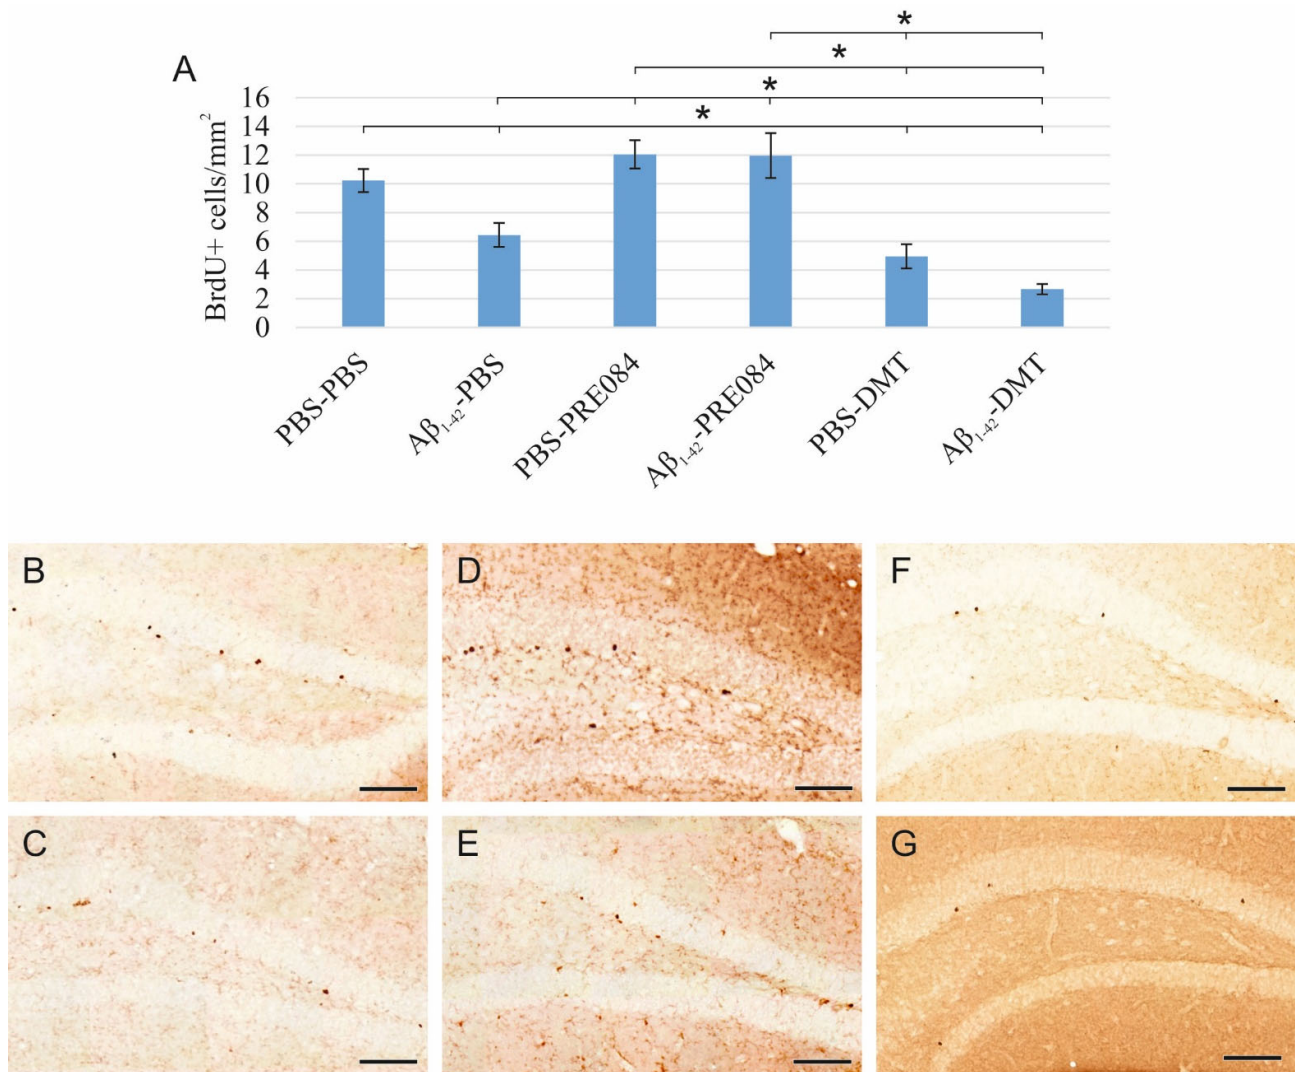 *
*
A
*
16
*
14
12
10
8
6
4
2
0
BrdU+ cells/mm²
PBS-PBS
Aβ₁₋₄₂-PBS
PBS-PRE084
Aβ₁₋₄₂-PRE084
PBS-DMT
Aβ₁₋₄₂-DMT
B
D
F
C
E
G